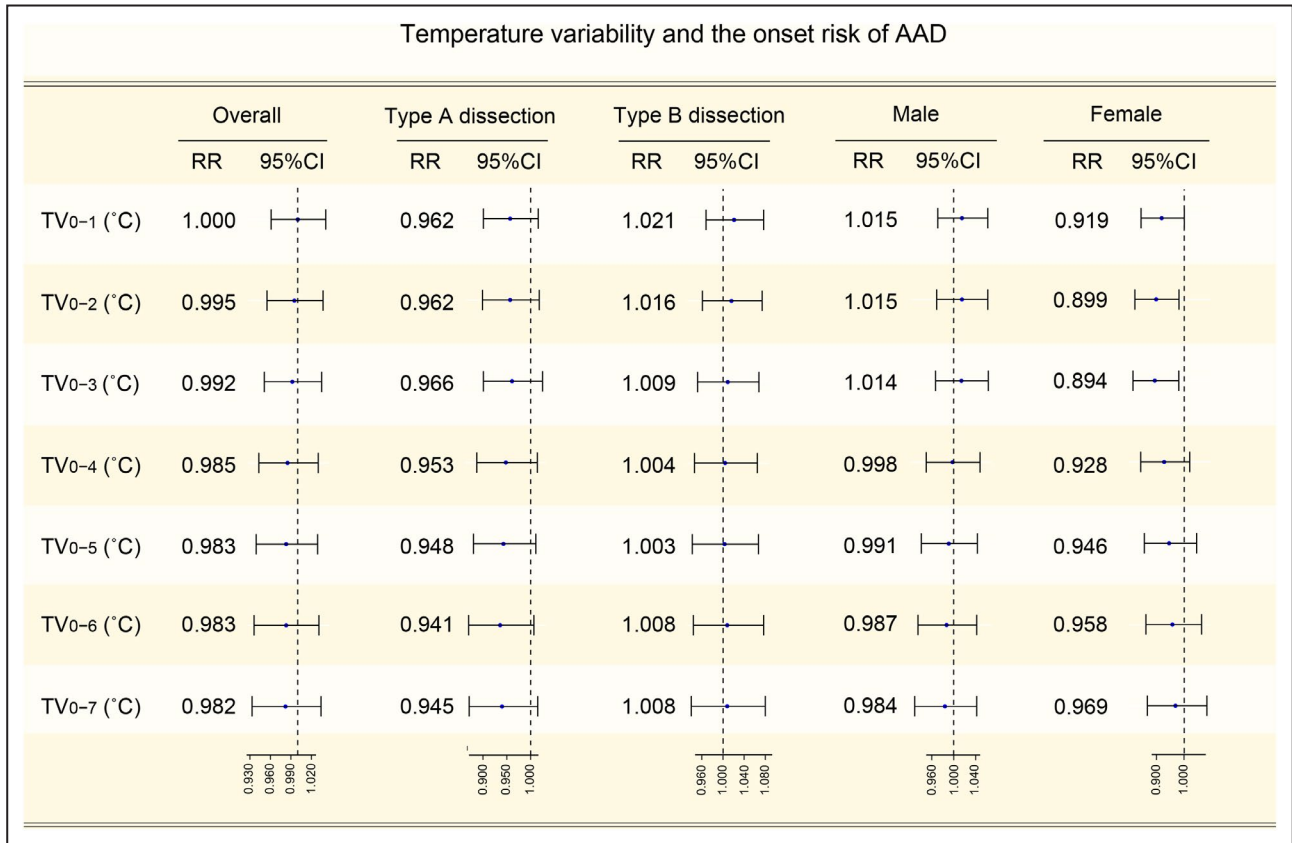 Temperature variability and the onset risk of AAD
Overall Type A dissection Type B dissection Male Female
RR 95%CI RR 95%CI RR 95%CI RR 95%CI RR 95%CI
TV0−1 (°C) 1.000 0.962 1.021 1.015 0.919
TV0−2 (°C) 0.995 0.962 1.016 1.015 0.899
TV0−3 (°C) 0.992 0.966 1.009 1.014 0.894
TV0−4 (°C) 0.985 0.953 1.004 0.998 0.928
TV0−5 (°C) 0.983 0.948 1.003 0.991 0.946
TV0−6 (°C) 0.983 0.941 1.008 0.987 0.958
TV0−7 (°C) 0.982 0.945 1.008 0.984 0.969
0.930 0.960 0.990 1.020 0.900 0.950 1.000 0.960 1.000 1.040 1.080 0.960 1.000 1.040 0.900 1.000